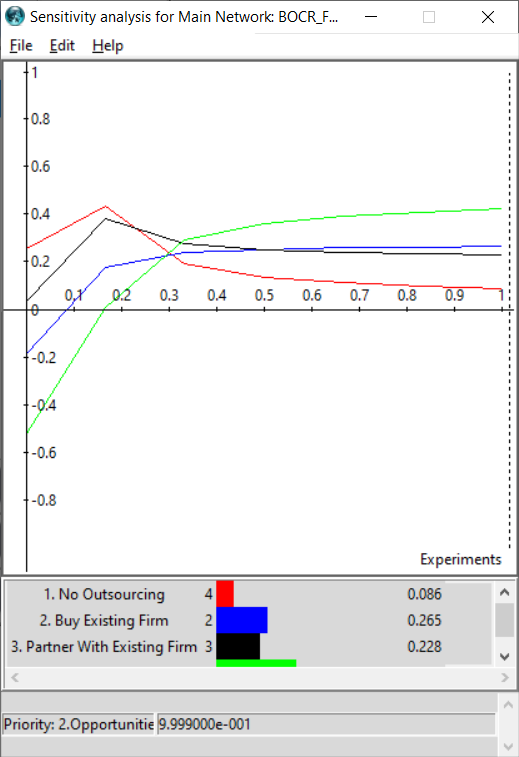 Sensitivity analysis for Main Network: BOCR_F...
File Edit Help
1
0.8
0.6
0.4
0.2
0.1 0.2 0.3 0.4 0.5 0.6 0.7 0.8 0.9 1
0
-0.2
-0.4
-0.6
-0.8
Experiments
1. No Outsourcing 4 0.086
2. Buy Existing Firm 2 0.265
3. Partner With Existing Firm 3 0.228
Priority: 2.Opportunitie 9.999000e-001